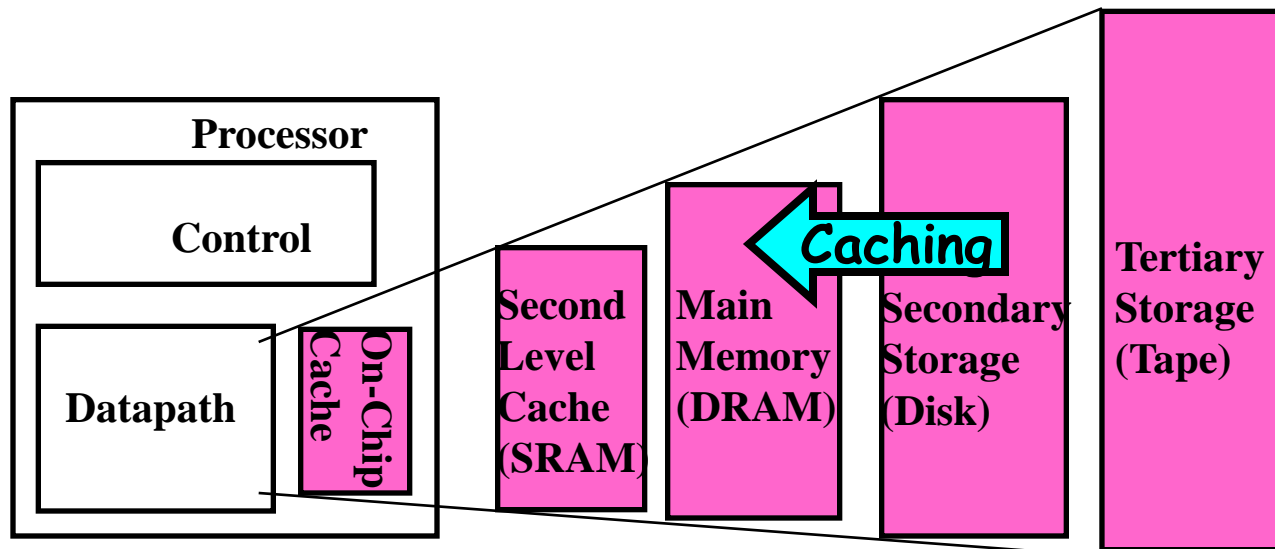 Processor
Control
Datapath
On-Chip
Cache
Second
Level
Cache
(SRAM)
Main
Memory
(DRAM)
Caching
Secondary
Storage
(Disk)
Tertiary
Storage
(Tape)